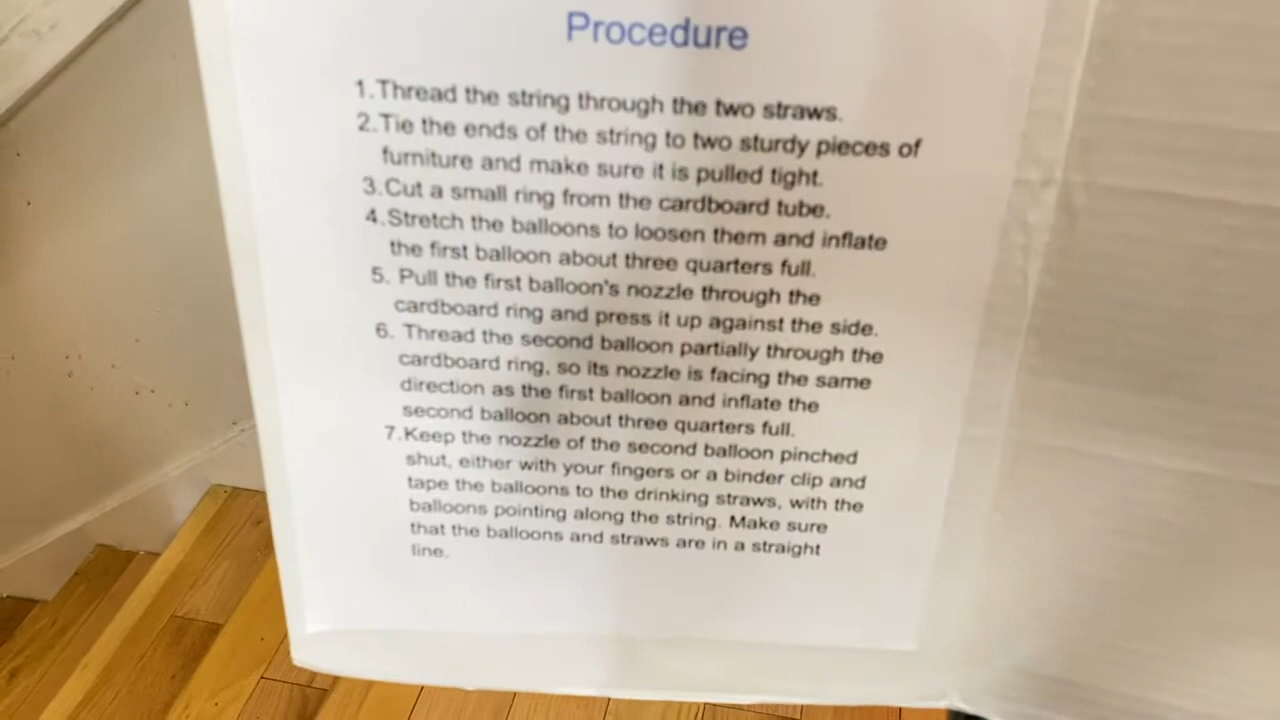 Procedure
1.Thread the string through the two straws.
2.Tie the ends of the string to two sturdy pieces of
furniture and make sure it is pulled tight.
3.Cut a small ring from the cardboard tube.
4.Stretch the balloons to loosen them and inflate
the first balloon about three quarters full.
5. Pull the first balloon's nozzle through the
cardboard ring and press it up against the side.
6. Thread the second balloon partially through the
cardboard ring, so its nozzle is facing the same
direction as the first balloon and inflate the
second balloon about three quarters full.
7.Keep the nozzle of the second balloon pinched
shut, either with your fingers or a binder clip and
tape the balloons to the drinking straws, with the
balloons pointing along the string. Make sure
that the balloons and straws are in a straight
line.